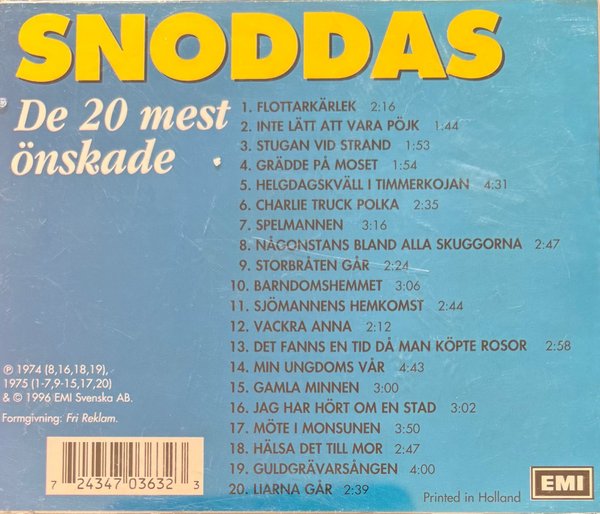 SNODDAS
De 20 mest
önskade
1. FLOTTARKÄRLEK 2:16
2. INTE LÄTT ATT VARA PÖJK 1:44
3. STUGAN VID STRAND 1:53
4. GRÄDDE PÅ MOSET 1:54
5. HELGDAGSKVÄLL I TIMMERKOJAN 4:31
6. CHARLIE TRUCK POLKA 2:35
7. SPELMANNEN 3:16
8. NÅGONSTANS BLAND ALLA SKUGGORNA 2:47
9. STORBRÅTEN GÅR 2:24
10. BARNDOMSHEMMET 3:06
11. SJÖMANNENS HEMKOMST 2:44
12. VACKRA ANNA 2:12
13. DET FANNS EN TID DÅ MAN KÖPTE ROSOR 2:58
14. MIN UNGDOMS VÅR 4:43
15. GAMLA MINNEN 3:00
16. JAG HAR HÖRT OM EN STAD 3:02
17. MÖTE I MONSUNEN 3:50
18. HÄLSA DET TILL MOR 2:47
19. GULDGRÄVARSÅNGEN 4:00
20. LIARNA GÅR 2:39
℗ 1974 (8,16,18,19),
1975 (1-7,9-15,17,20)
& © 1996 EMI Svenska AB.
Formgivning: Fri Reklam.
7 24347 03632 3
EMI
Printed in Holland